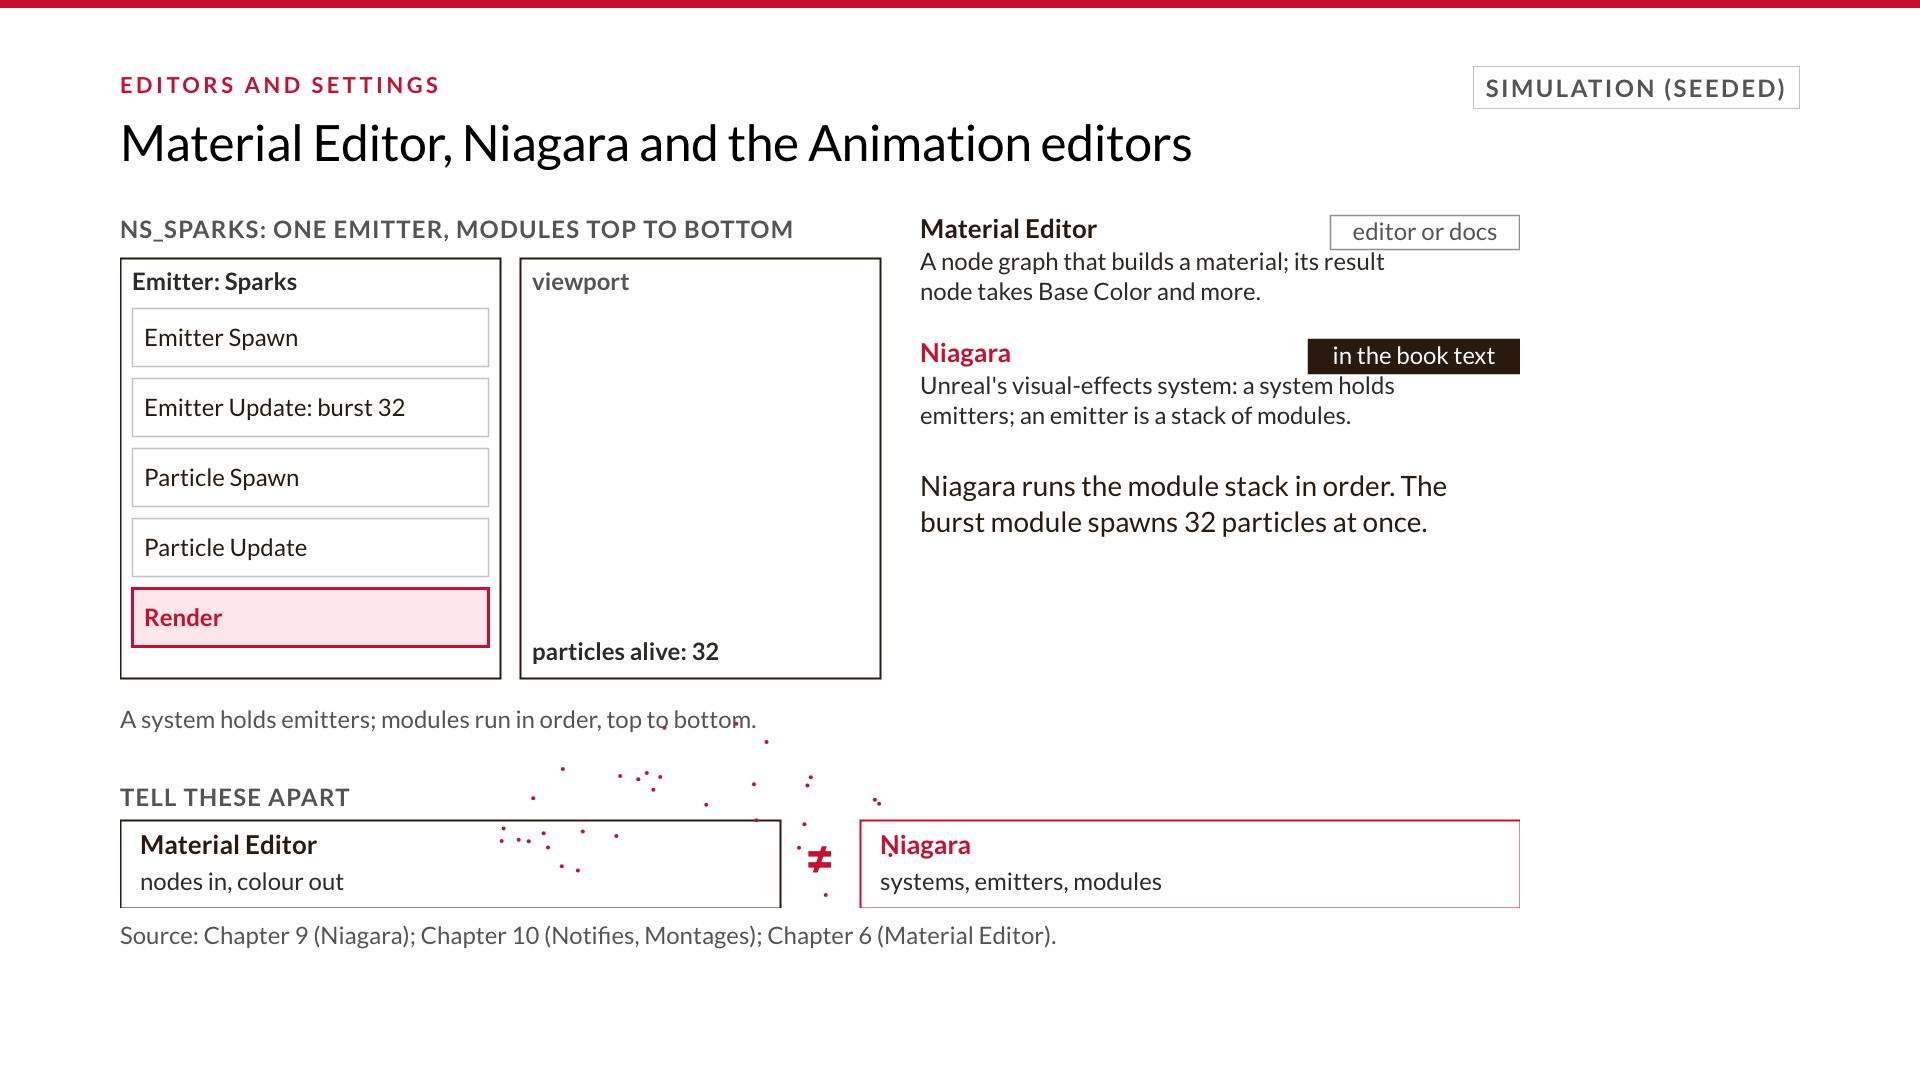 EDITORS AND SETTINGS
SIMULATION (SEEDED)
Material Editor, Niagara and the Animation editors
NS_SPARKS: ONE EMITTER, MODULES TOP TO BOTTOM
Emitter: Sparks
Emitter Spawn
Emitter Update: burst 32
Particle Spawn
Particle Update
Render
viewport
particles alive: 32
A system holds emitters; modules run in order, top to bottom.
Material Editor
editor or docs
A node graph that builds a material; its result
node takes Base Color and more.
Niagara
in the book text
Unreal's visual-effects system: a system holds
emitters; an emitter is a stack of modules.
Niagara runs the module stack in order. The
burst module spawns 32 particles at once.
TELL THESE APART
Material Editor
nodes in, colour out
≠
Niagara
systems, emitters, modules
Source: Chapter 9 (Niagara); Chapter 10 (Notifies, Montages); Chapter 6 (Material Editor).